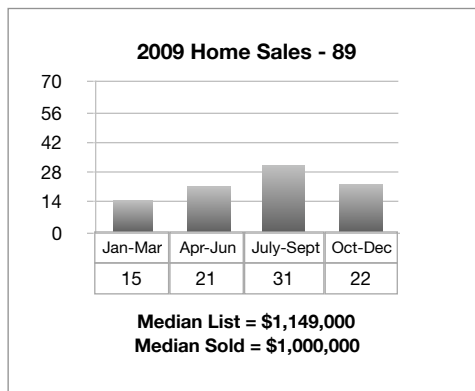 2009 Home Sales - 89
70
56
42
28
14
0
Jan-Mar Apr-Jun July-Sept Oct-Dec
15 21 31 22
Median List = $1,149,000
Median Sold = $1,000,000